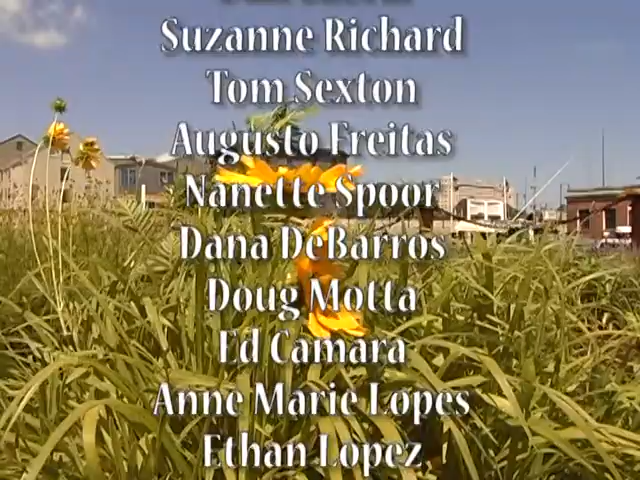 Suzanne Richard
Tom Sexton
Augusto Freitas
Nanette Spoor
Dana DeBarros
Doug Motta
Ed Camara
Anne Marie Lopes
Ethan Lopez